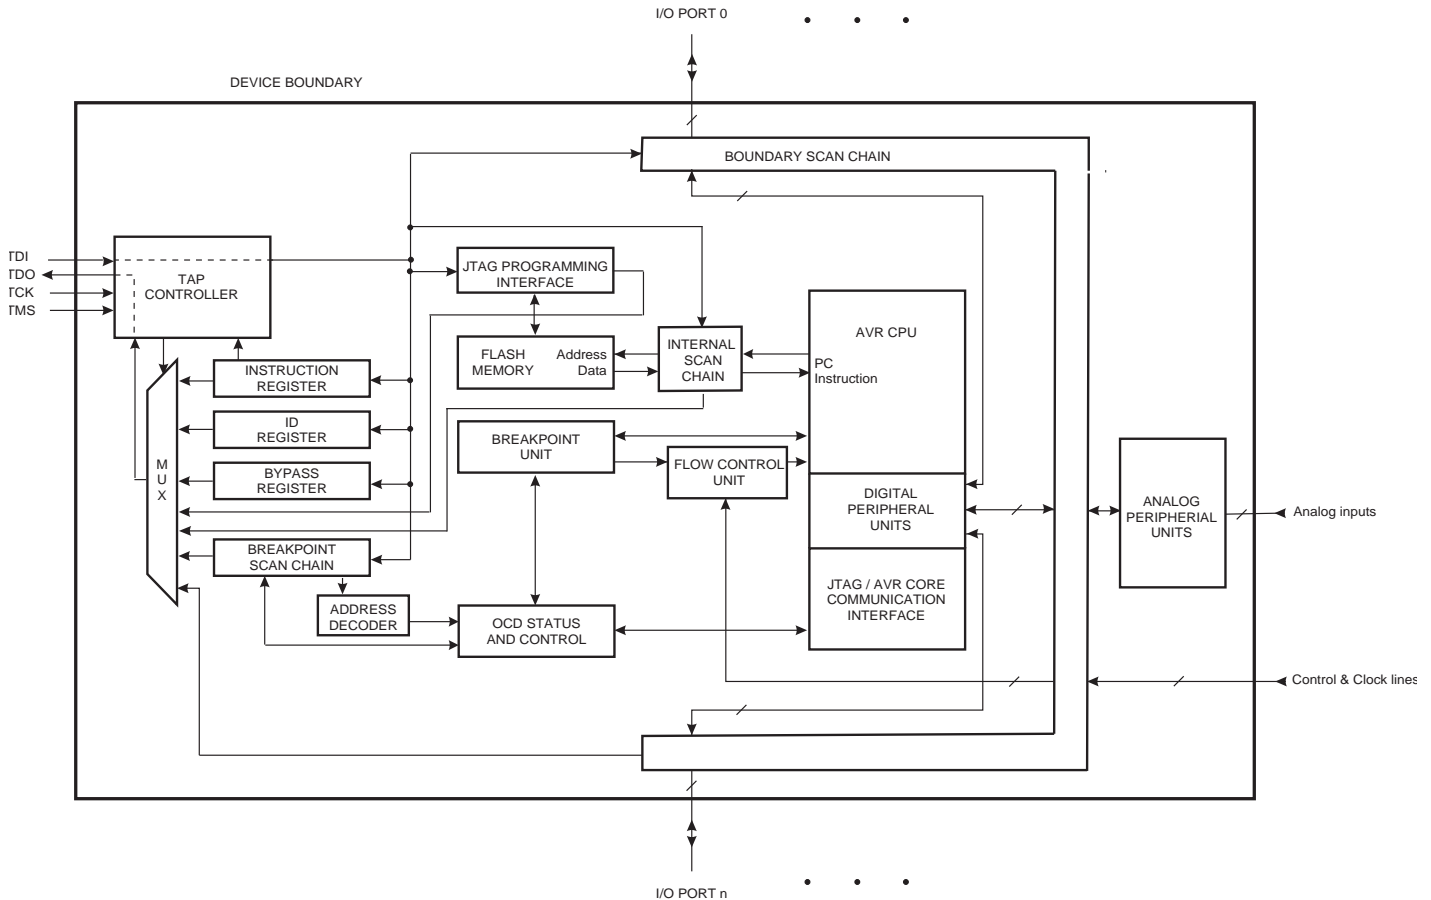 I/O PORT 0
DEVICE BOUNDARY
BOUNDARY SCAN CHAIN
TDI
TDO
TCK
TMS
TAP
CONTROLLER
JTAG PROGRAMMING
INTERFACE
AVR CPU
FLASH
MEMORY
Address
Data
INTERNAL
SCAN
CHAIN
PC
Instruction
INSTRUCTION
REGISTER
ID
REGISTER
BREAKPOINT
UNIT
FLOW CONTROL
UNIT
BYPASS
REGISTER
M
U
X
DIGITAL
PERIPHERAL
UNITS
ANALOG
PERIPHERIAL
UNITS
Analog inputs
BREAKPOINT
SCAN CHAIN
ADDRESS
DECODER
OCD STATUS
AND CONTROL
JTAG / AVR CORE
COMMUNICATION
INTERFACE
Control & Clock lines
I/O PORT n